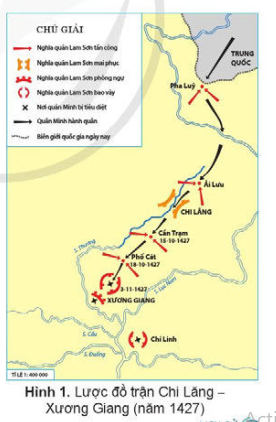 CHÚ GIẢI
Nghĩa quân Lam Sơn tấn công
Nghĩa quân Lam Sơn mai phục
Nghĩa quân Lam Sơn phòng ngự
Nghĩa quân Lam Sơn bao vây
Nơi quân Minh bị tiêu diệt
Quân Minh hành quân
Biên giới quốc gia ngày nay
TRUNG
QUỐC
Pha Luỹ
Ải Lưu
CHI LĂNG
Cần Trạm
15-10-1427
Phố Cát
18-10-1427
3-11-1427
XƯƠNG GIANG
S. Thương
S. Lục Nam
S. Cầu
S. Đuống
Chí Linh
TỈ LỆ 1: 400 000
Hình 1. Lược đồ trận Chi Lăng –
Xương Giang (năm 1427)